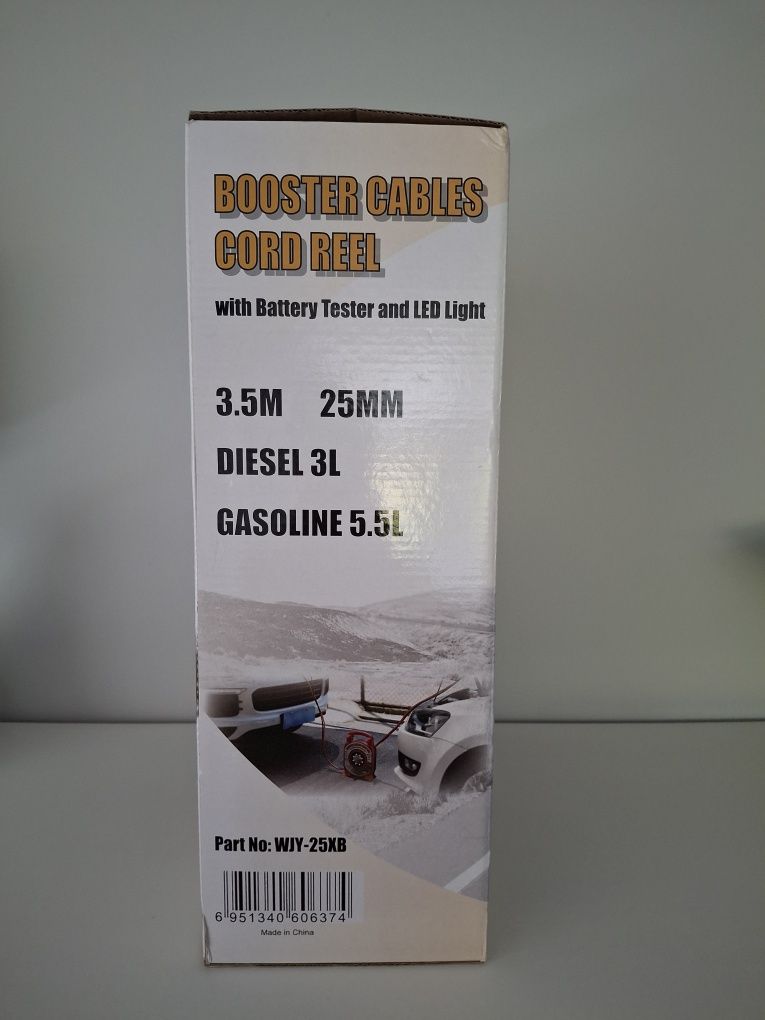 BOOSTER CABLES
CORD REEL
with Battery Tester and LED Light
3.5M 25MM
DIESEL 3L
GASOLINE 5.5L
Part No: WJY-25XB
6 951340 606374
Made in China